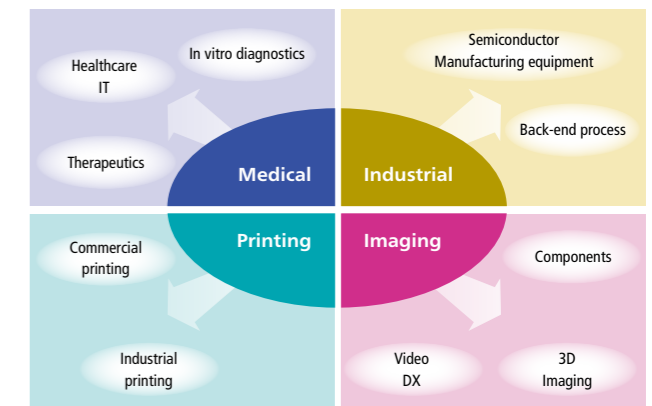 In vitro diagnostics
Healthcare
IT
Therapeutics
Medical
Semiconductor
Manufacturing equipment
Back-end process
Industrial
Printing
Commercial
printing
Industrial
printing
Imaging
Components
Video
DX
3D
Imaging